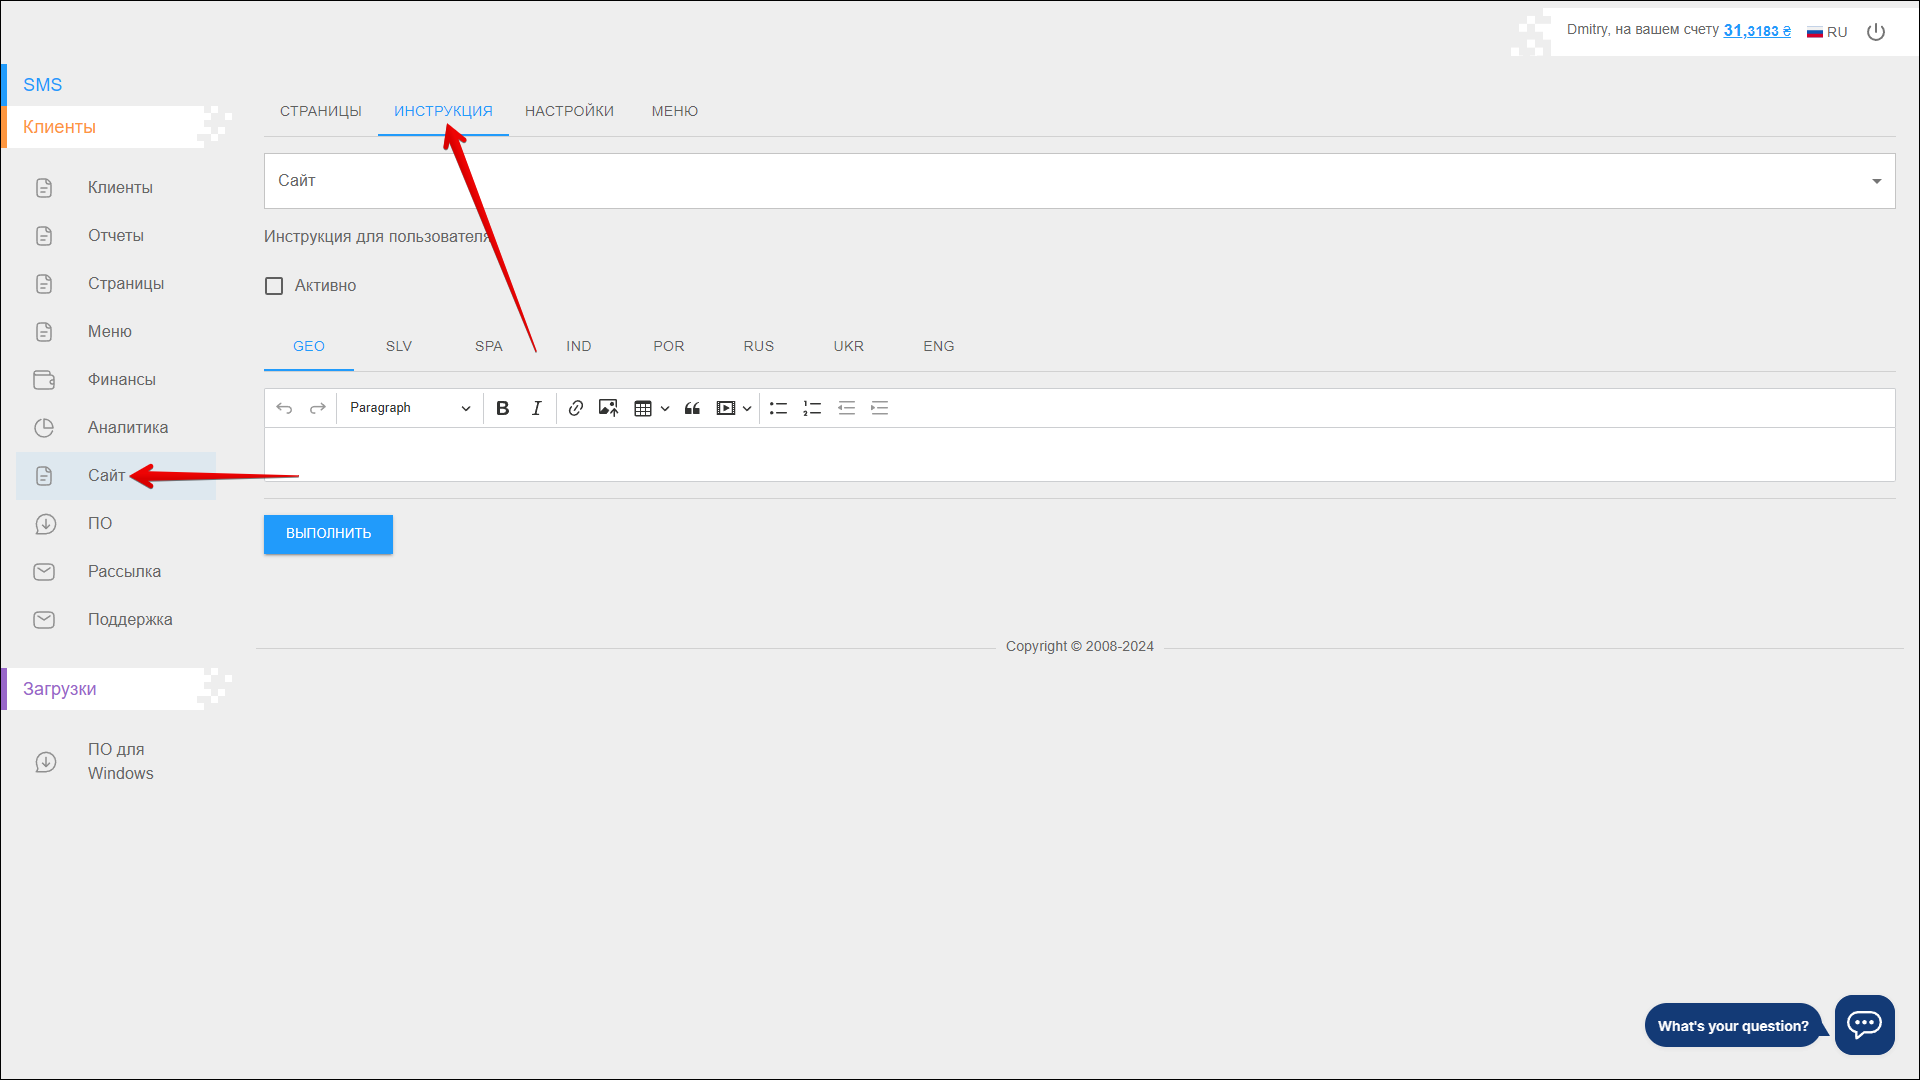 Dmitry, на вашем счету 31,3183 ₴ RU
SMS
Клиенты
Клиенты
Отчеты
Страницы
Меню
Финансы
Аналитика
Сайт
ПО
Рассылка
Поддержка
Загрузки
ПО для
Windows
СТРАНИЦЫ ИНСТРУКЦИЯ НАСТРОЙКИ МЕНЮ
Сайт
Инструкция для пользователя
Активно
GEO SLV SPA IND POR RUS UKR ENG
Paragraph B I
ВЫПОЛНИТЬ
Copyright © 2008-2024
What's your question?